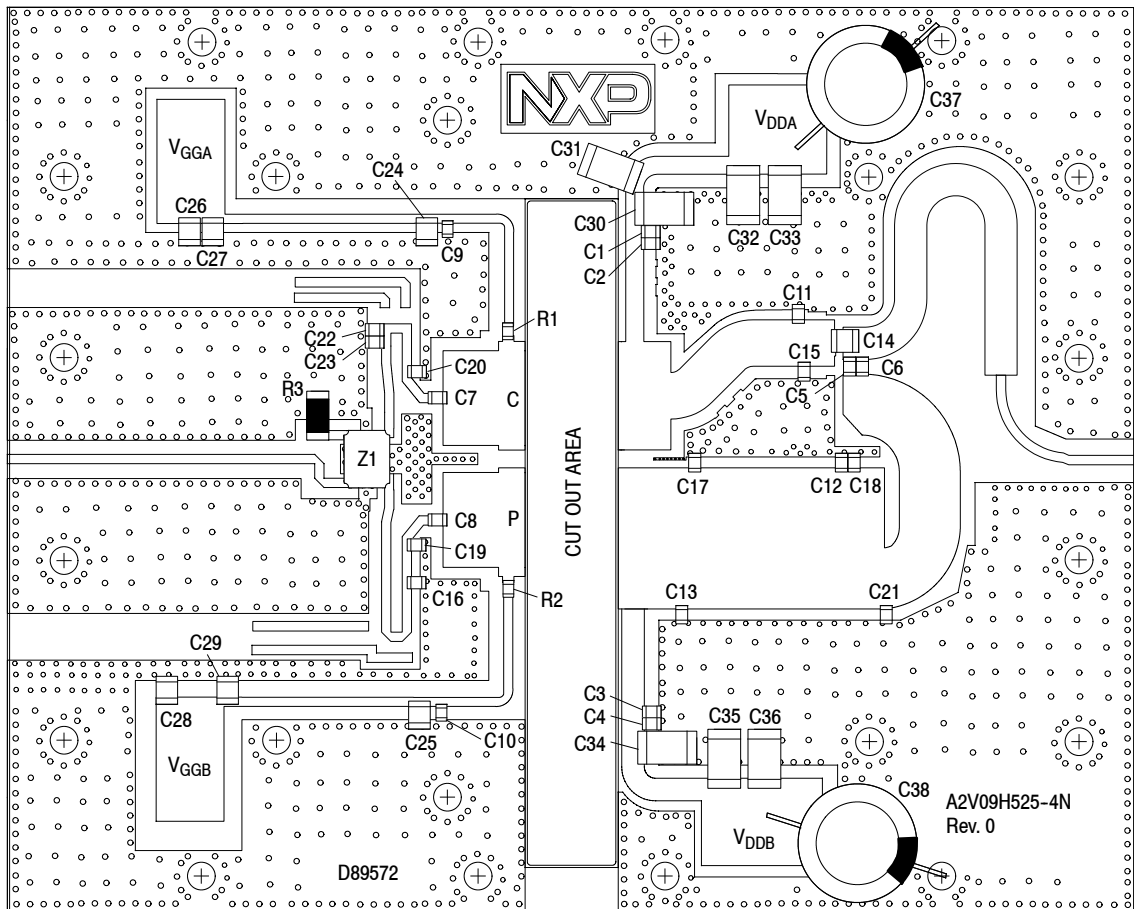 NXP
C37
VDDA
VGGA
C31
C24
C26
C27
C9
C30
C1
C2
C32
C33
C11
R1
C22
C23
C14
C20
C15
C6
C5
R3
C7
C
Z1
CUT OUT AREA
C17
C12
C18
C8
P
C19
C16
R2
C13
C21
C29
C3
C4
C28
C25
C10
C34
C35
C36
VGGB
C38
A2V09H525-4N
Rev. 0
VDDB
D89572